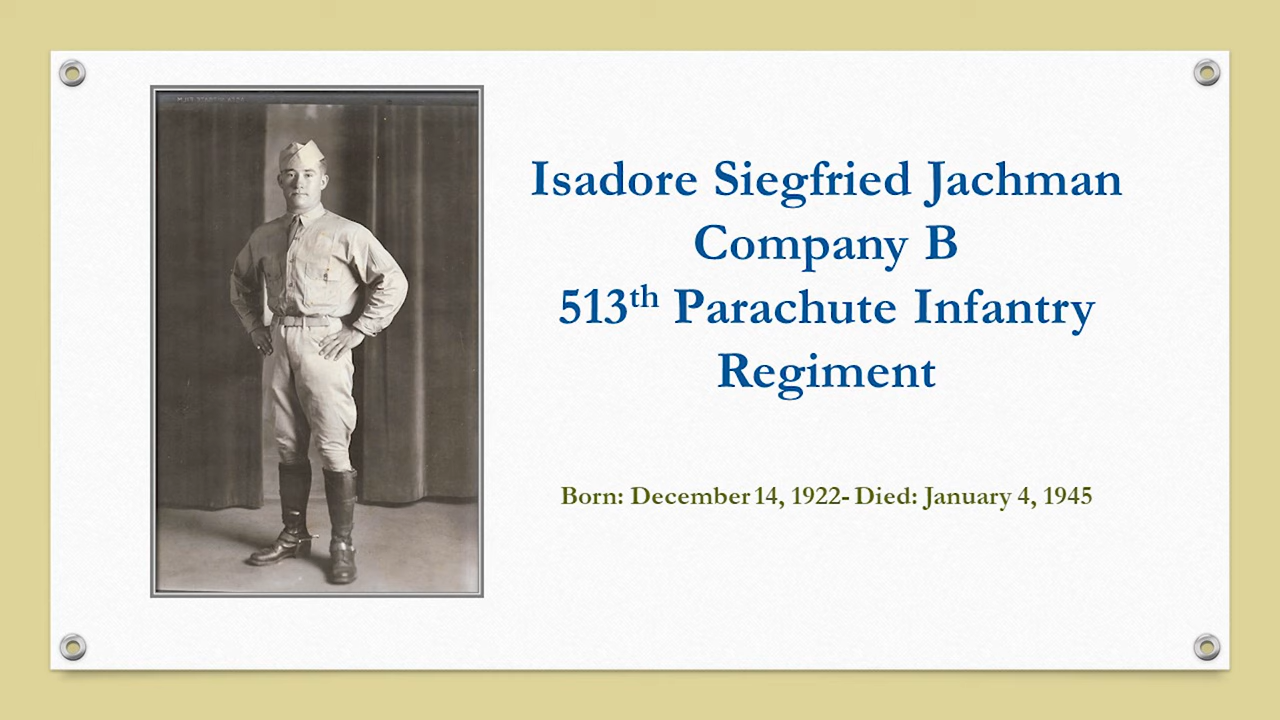 Isadore Siegfried Jachman
Company B
513th Parachute Infantry
Regiment
Born: December 14, 1922- Died: January 4, 1945